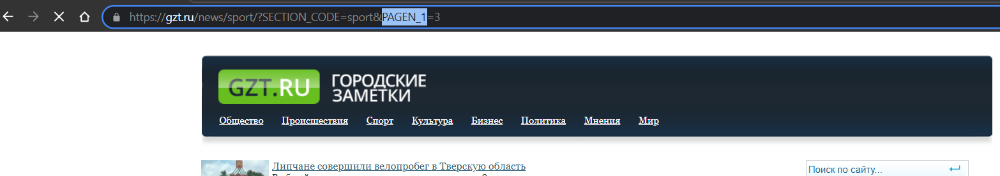 https://gzt.ru/news/sport/?SECTION_CODE=sport&PAGEN_1=3
GZT.RU
ГОРОДСКИЕ
ЗАМЕТКИ
Общество Происшествия Спорт Культура Бизнес Политика Мнения Мир
Липчане совершили велопробег в Тверскую область
Поиск по сайту...